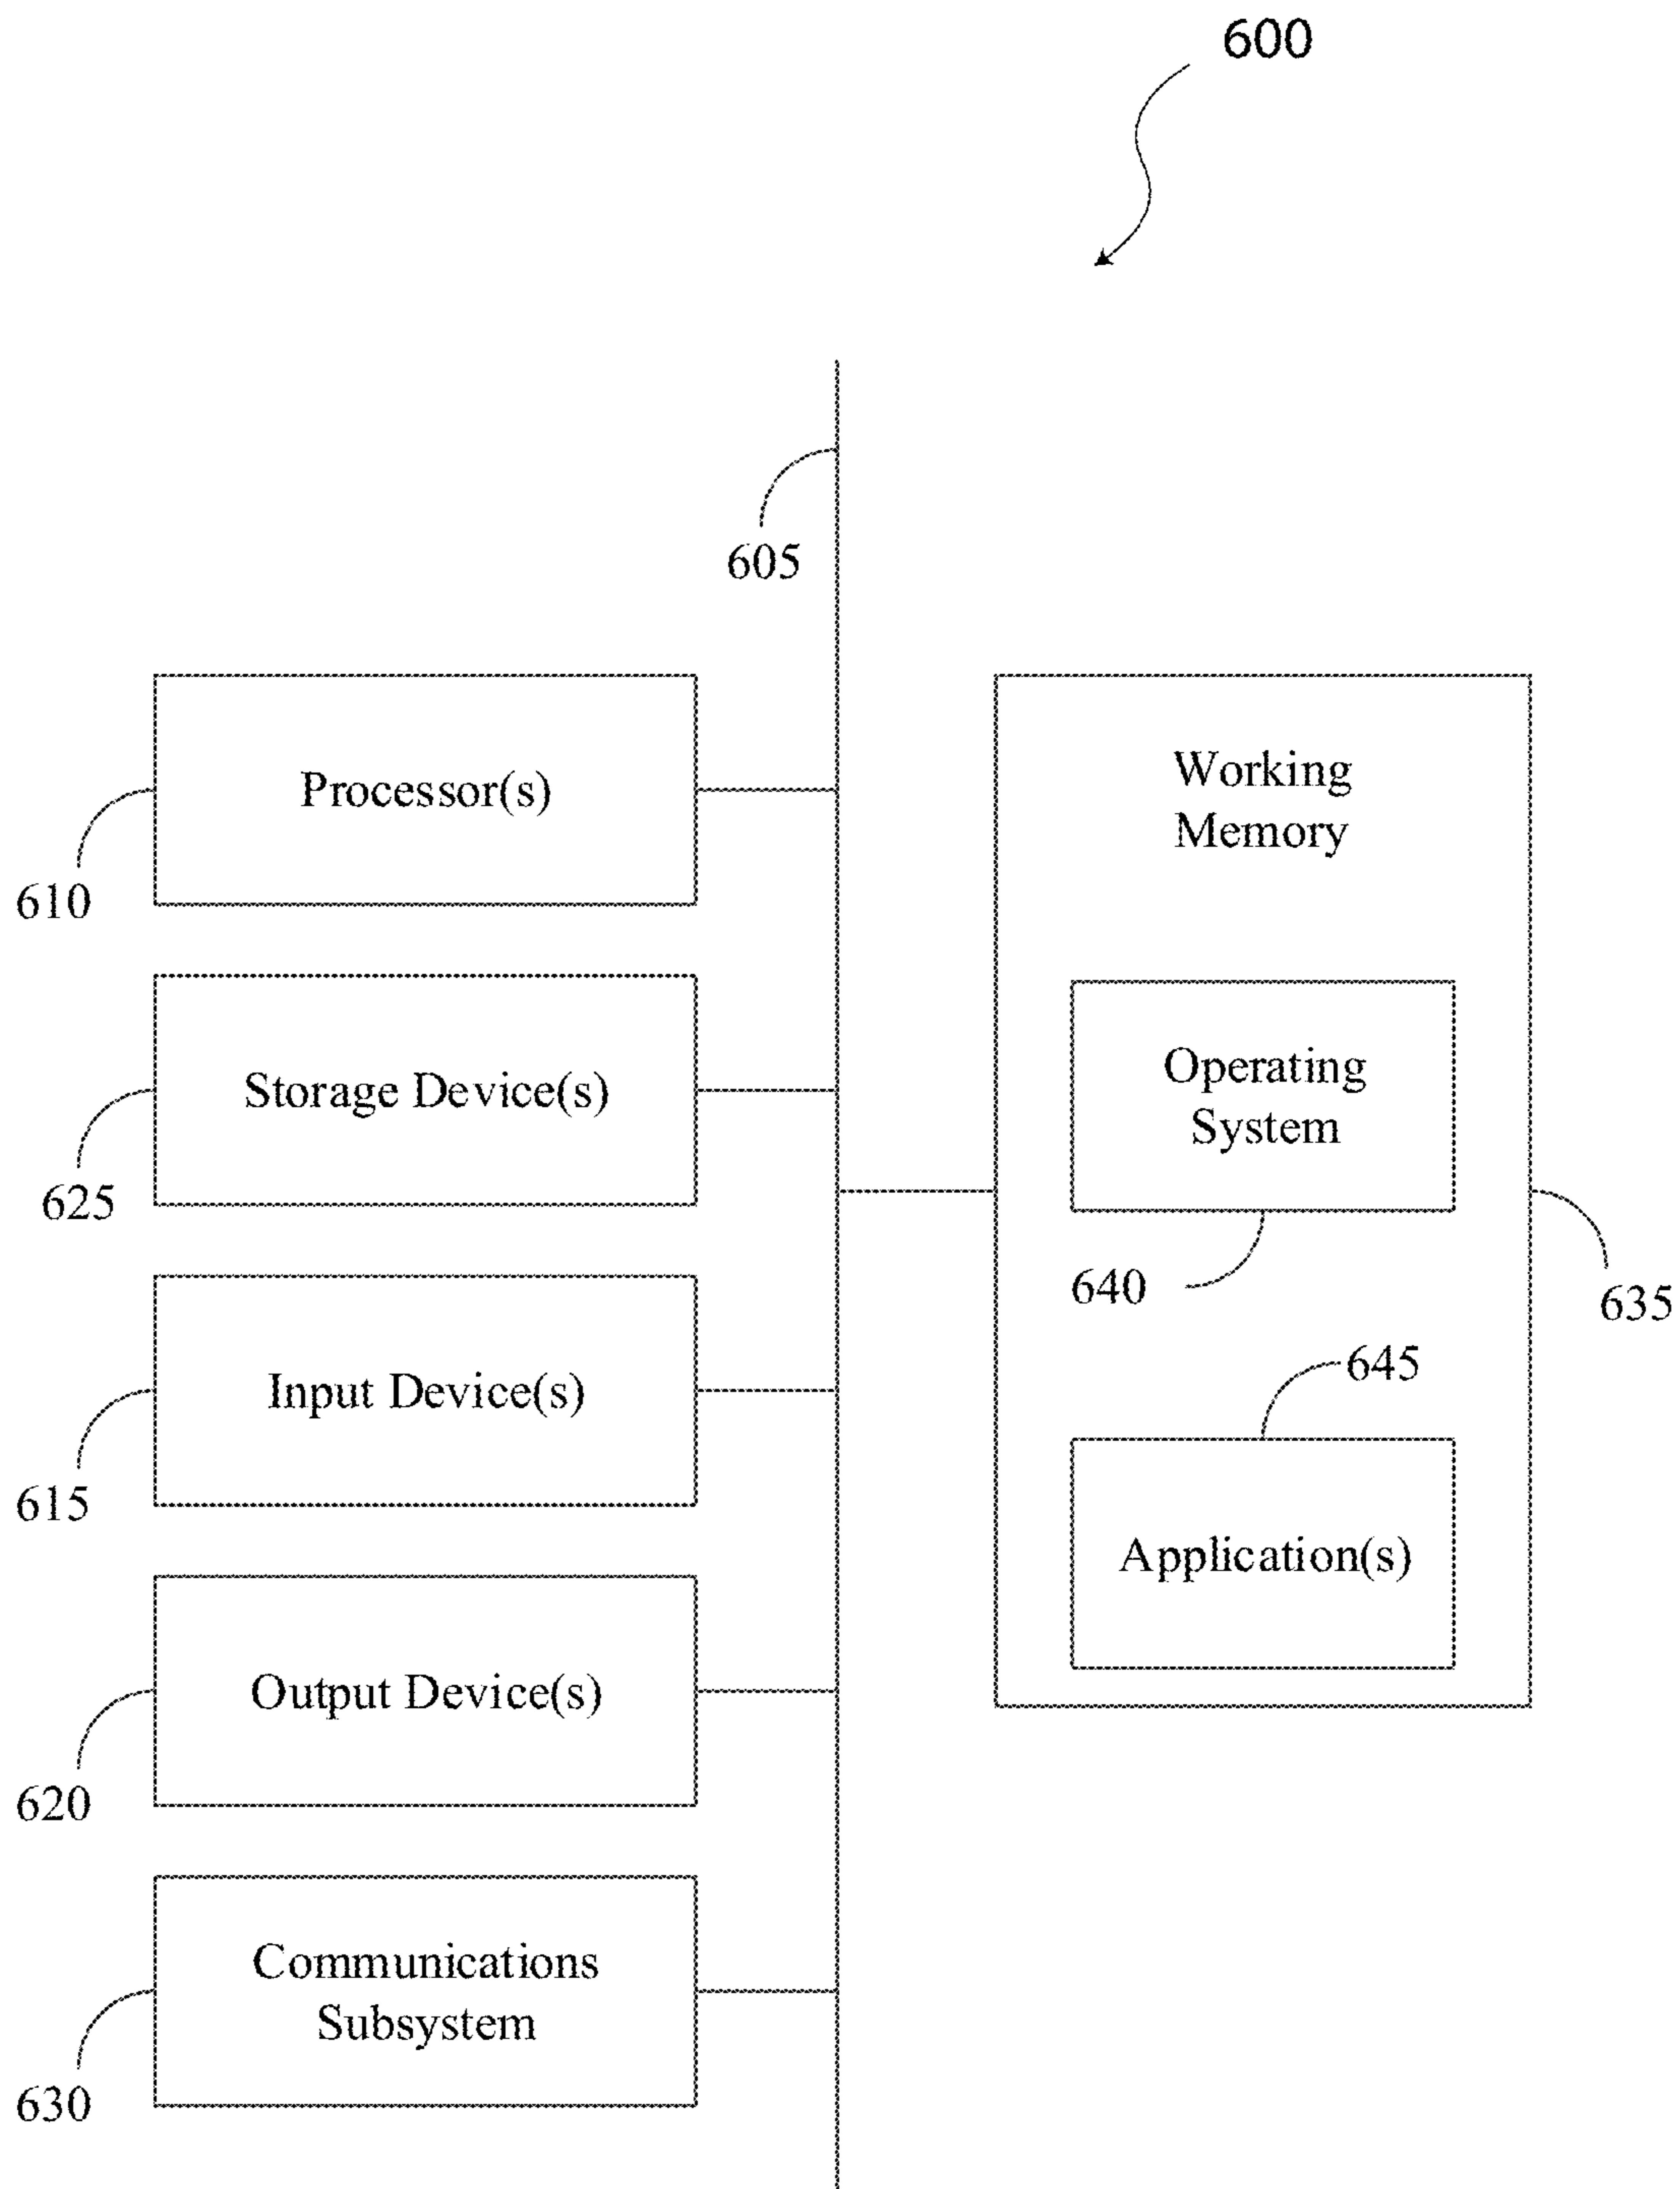 600
605
Processor(s)
610
Storage Device(s)
625
Input Device(s)
615
Output Device(s)
620
Communications
Subsystem
630
Working
Memory
Operating
System
640
635
645
Application(s)